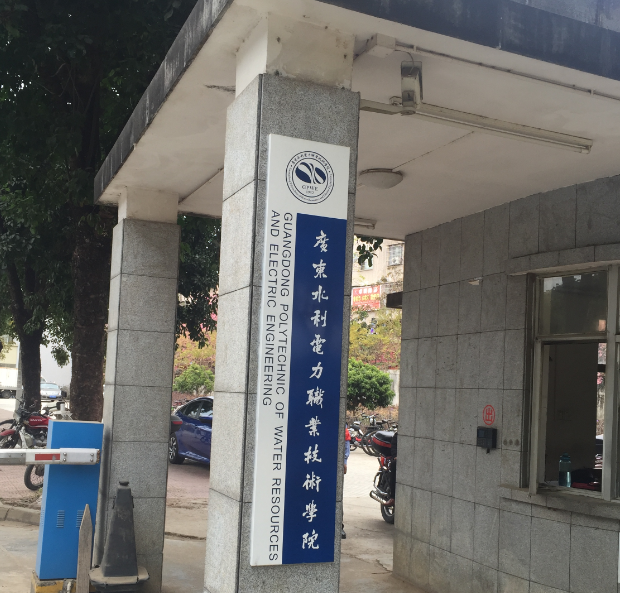 GPWE
廣東水利電力職業技術學院
GUANGDONG POLYTECHNIC OF WATER RESOURCES
AND ELECTRIC ENGINEERING